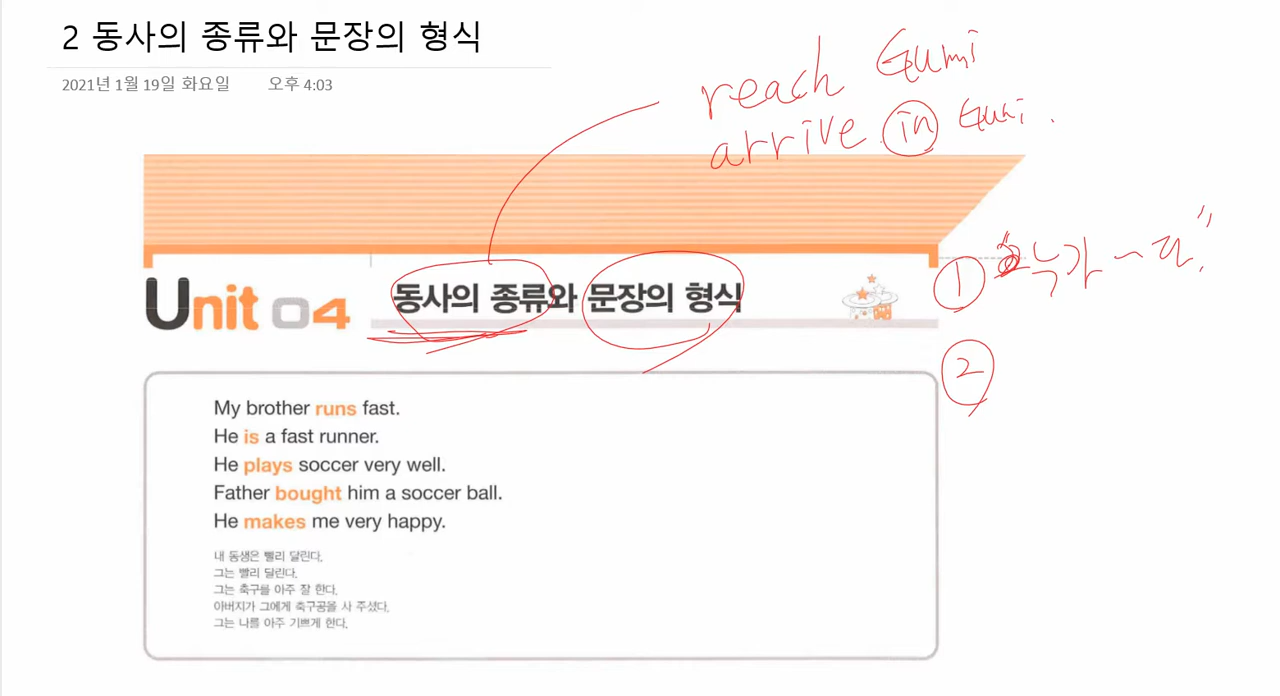 2 동사의 종류와 문장의 형식
2021년 1월 19일 화요일 오후 4:03
reach Gumi
arrive in Gumi.
Unit 04 동사의 종류와 문장의 형식
① "누가 ~다."
②
My brother runs fast.
He is a fast runner.
He plays soccer very well.
Father bought him a soccer ball.
He makes me very happy.
내 동생은 빨리 달린다.
그는 빨리 달린다.
그는 축구를 아주 잘 한다.
아버지가 그에게 축구공을 사 주셨다.
그는 나를 아주 기쁘게 한다.